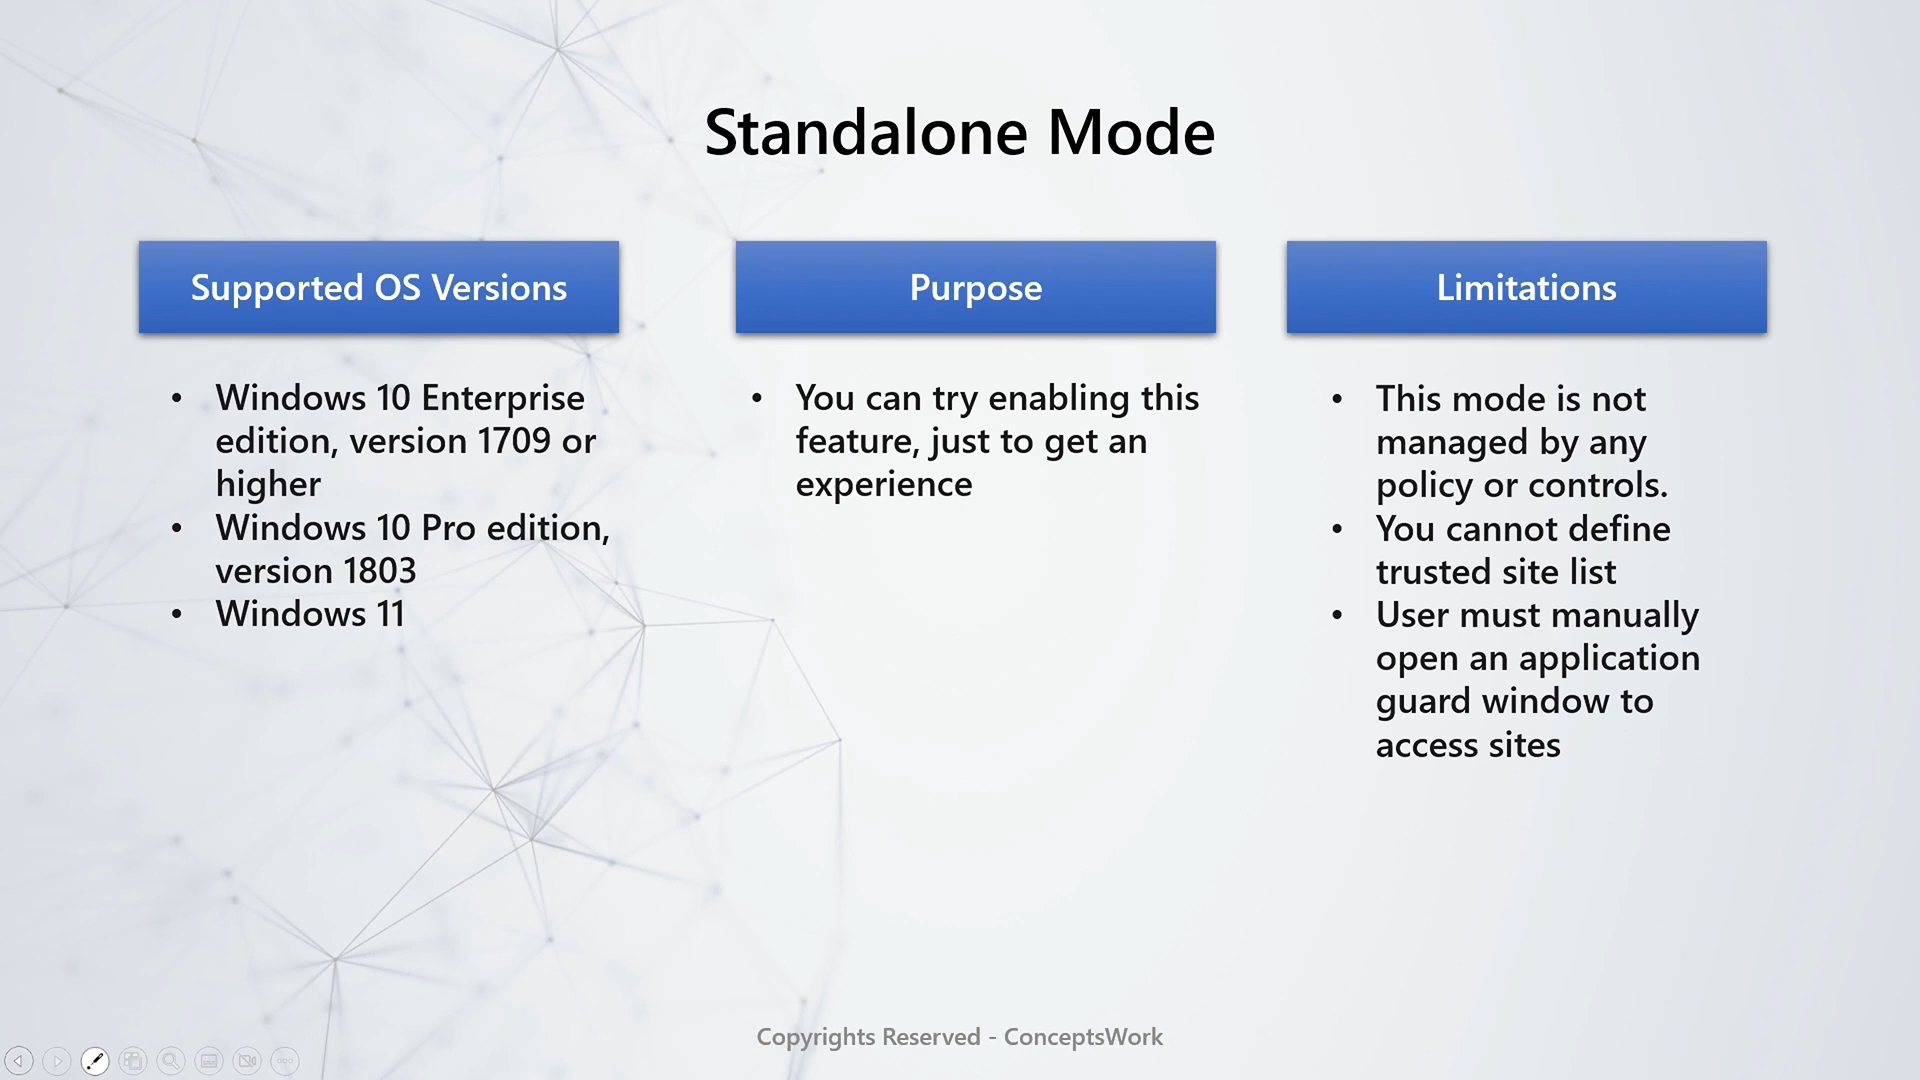 Standalone Mode
Supported OS Versions
• Windows 10 Enterprise
edition, version 1709 or
higher
• Windows 10 Pro edition,
version 1803
• Windows 11
Purpose
• You can try enabling this
feature, just to get an
experience
Limitations
• This mode is not
managed by any
policy or controls.
• You cannot define
trusted site list
• User must manually
open an application
guard window to
access sites
Copyrights Reserved - ConceptsWork